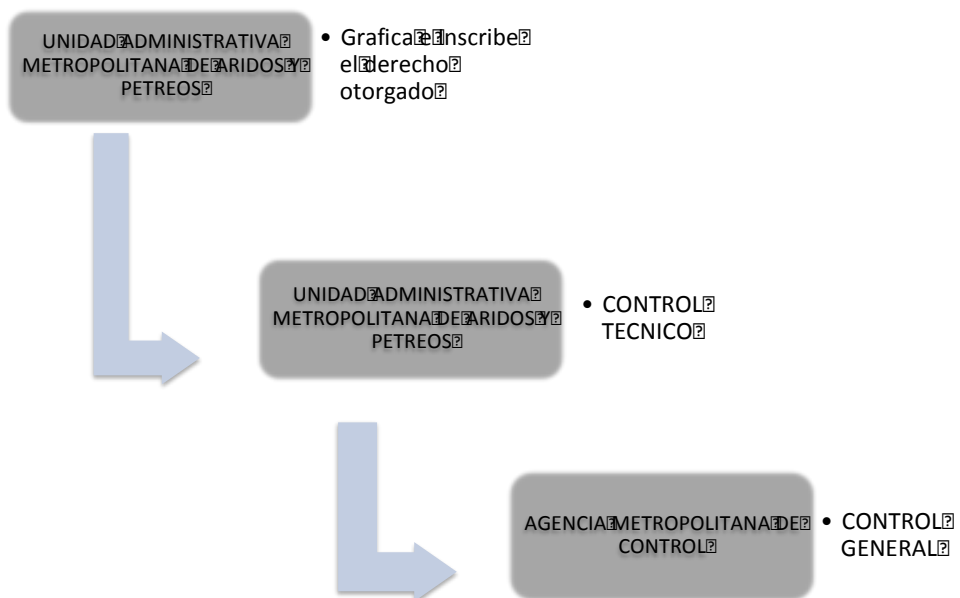 UNIDAD ADMINISTRATIVA
METROPOLITANA DE ARIDOS Y
PETREOS
• Grafica e inscribe
el derecho
otorgado
UNIDAD ADMINISTRATIVA
METROPOLITANA DE ARIDOS Y
PETREOS
• CONTROL
TECNICO
AGENCIA METROPOLITANA DE
CONTROL
• CONTROL
GENERAL